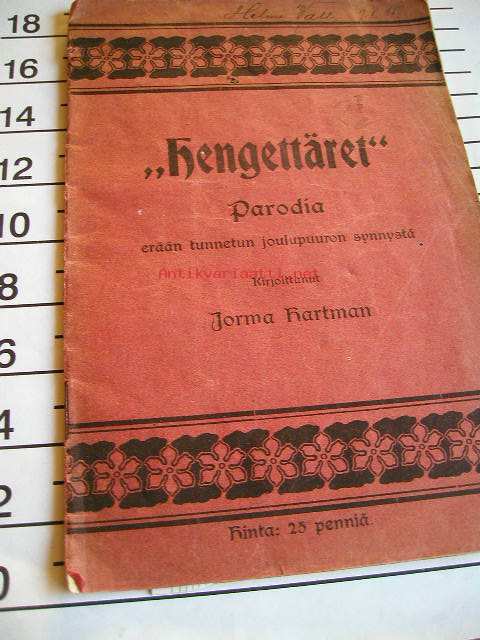 18
16
14
12
10
8
6
4
2
0
„Hengettäret“
Parodia
erään tunnetun joulupuuron synnystä
Antikvariaatti.net
Kirjoittanut
Jorma Hartman
Hinta: 25 penniä.